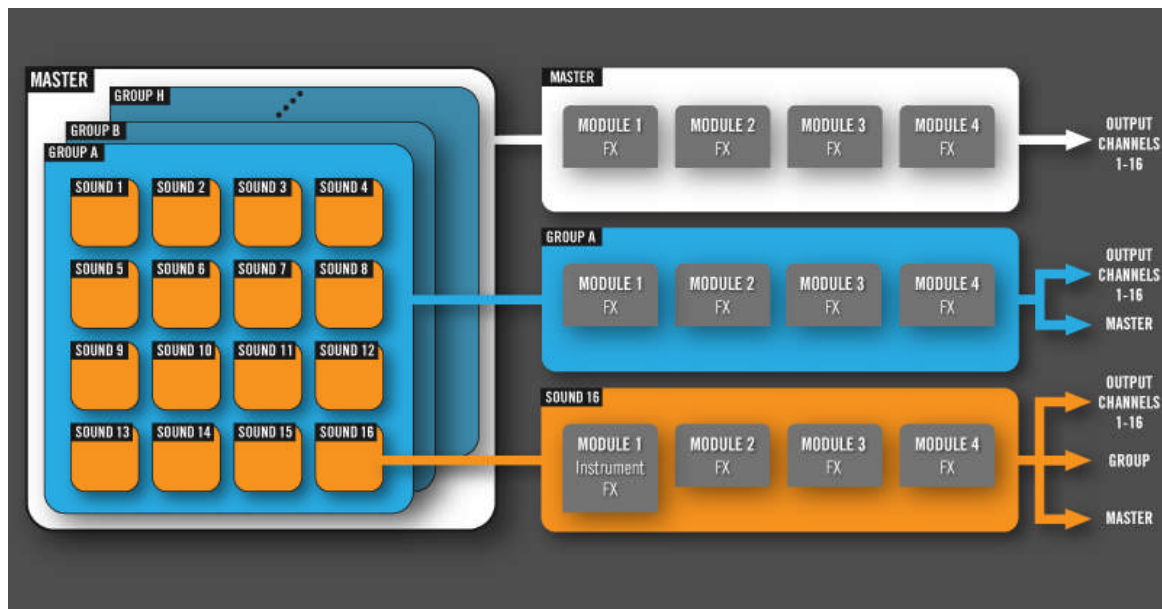 MASTER
GROUP H
GROUP B
GROUP A
SOUND 1
SOUND 2
SOUND 3
SOUND 4
SOUND 5
SOUND 6
SOUND 7
SOUND 8
SOUND 9
SOUND 10
SOUND 11
SOUND 12
SOUND 13
SOUND 14
SOUND 15
SOUND 16
MASTER
MODULE 1
FX
MODULE 2
FX
MODULE 3
FX
MODULE 4
FX
OUTPUT
CHANNELS
1-16
GROUP A
MODULE 1
FX
MODULE 2
FX
MODULE 3
FX
MODULE 4
FX
OUTPUT
CHANNELS
1-16
MASTER
SOUND 16
MODULE 1
Instrument
FX
MODULE 2
FX
MODULE 3
FX
MODULE 4
FX
OUTPUT
CHANNELS
1-16
GROUP
MASTER